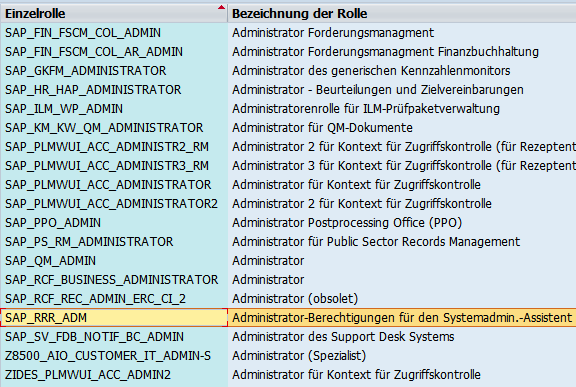 Einzelrolle Bezeichnung der Rolle
SAP_FIN_FSCM_COL_ADMIN Administrator Forderungsmanagment
SAP_FIN_FSCM_COL_AR_ADMIN Administrator Forderungsmanagment Finanzbuchhaltung
SAP_GKFM_ADMINISTRATOR Administrator des generischen Kennzahlenmonitors
SAP_HR_HAP_ADMINISTRATOR Administrator - Beurteilungen und Zielvereinbarungen
SAP_ILM_WP_ADMIN Administratorenrolle für ILM-Prüfpaketverwaltung
SAP_KM_KW_QM_ADMINISTRATOR Administrator für QM-Dokumente
SAP_PLMWUI_ACC_ADMINISTR2_RM Administrator 2 für Kontext für Zugriffskontrolle (für Rezeptent
SAP_PLMWUI_ACC_ADMINISTR3_RM Administrator 3 für Kontext für Zugriffskontrolle (für Rezeptent
SAP_PLMWUI_ACC_ADMINISTRATOR Administrator für Kontext für Zugriffskontrolle
SAP_PLMWUI_ACC_ADMINISTRATOR2 Administrator 2 für Kontext für Zugriffskontrolle
SAP_PPO_ADMIN Administrator Postprocessing Office (PPO)
SAP_PS_RM_ADMINISTRATOR Administrator für Public Sector Records Management
SAP_QM_ADMIN Administrator
SAP_RCF_BUSINESS_ADMINISTRATOR Administrator
SAP_RCF_REC_ADMIN_ERC_CI_2 Administrator (obsolet)
SAP_RRR_ADM Administrator-Berechtigungen für den Systemadmin.-Assistent
SAP_SV_FDB_NOTIF_BC_ADMIN Administrator des Support Desk Systems
Z8500_AIO_CUSTOMER_IT_ADMIN-S Administrator (Spezialist)
ZIDES_PLMWUI_ACC_ADMIN2 Administrator für Kontext für Zugriffskontrolle